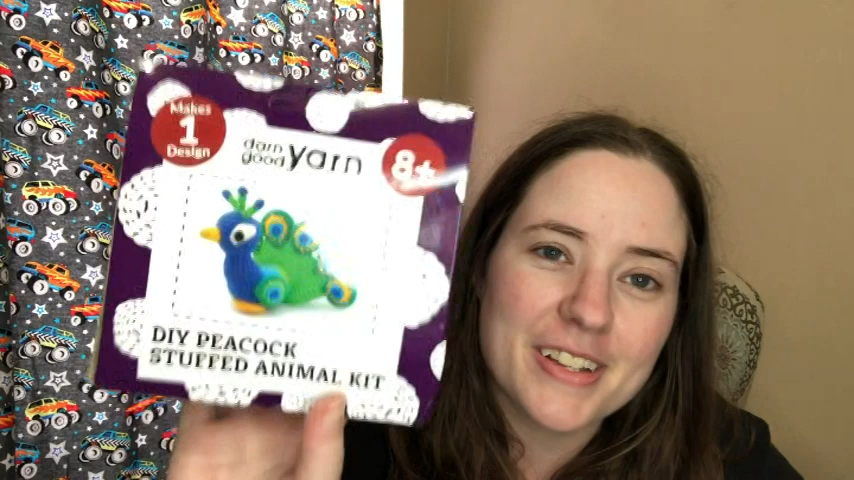 Makes
1
Design
darn
good yarn
8+
DIY PEACOCK
STUFFED ANIMAL KIT